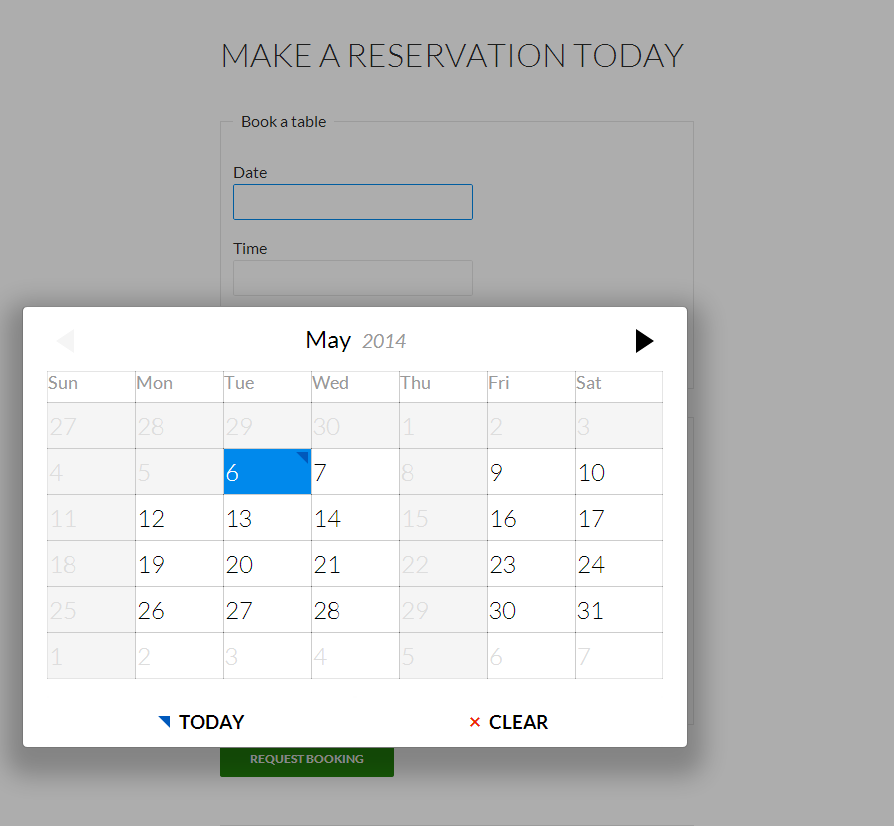 MAKE A RESERVATION TODAY
Book a table
Date
Time
May 2014
Sun Mon Tue Wed Thu Fri Sat
27 28 29 30 1 2 3
4 5 6 7 8 9 10
11 12 13 14 15 16 17
18 19 20 21 22 23 24
25 26 27 28 29 30 31
1 2 3 4 5 6 7
TODAY CLEAR
REQUEST BOOKING